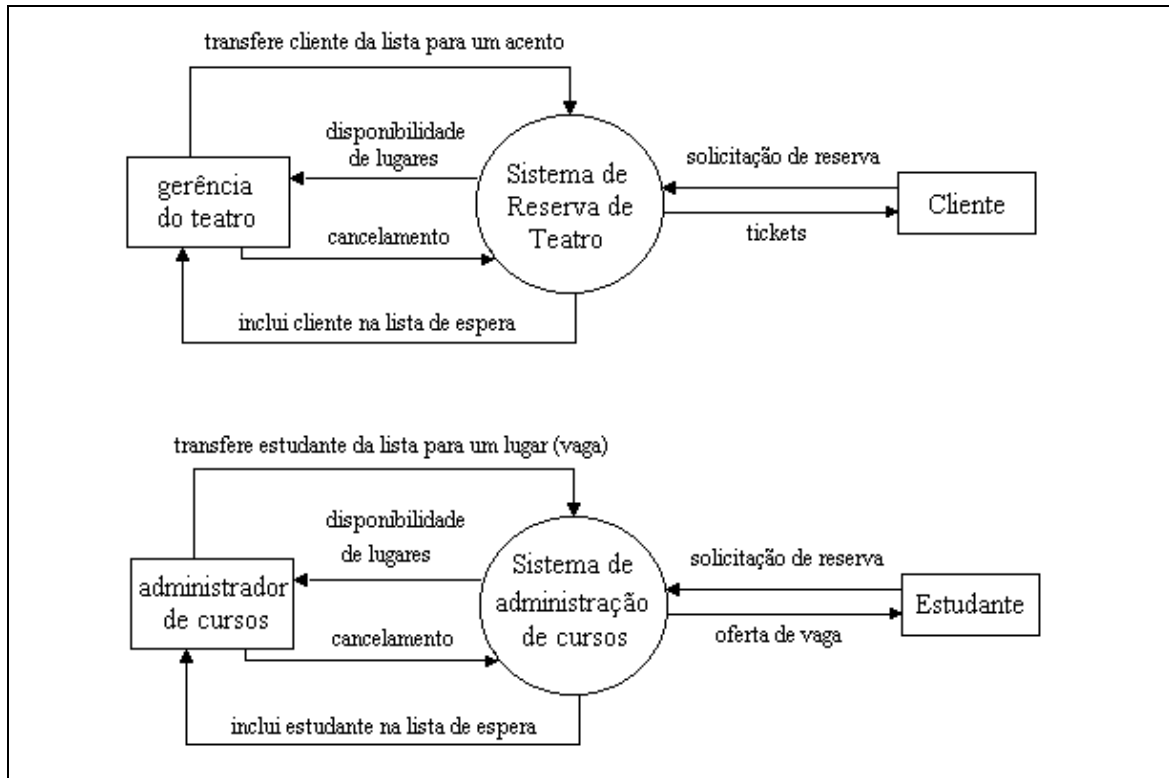 transfere cliente da lista para um acento
disponibilidade
de lugares
solicitação de reserva
gerência
do teatro
Sistema de
Reserva de
Teatro
Cliente
cancelamento
tickets
inclui cliente na lista de espera
transfere estudante da lista para um lugar (vaga)
disponibilidade
de lugares
solicitação de reserva
administrador
de cursos
Sistema de
administração
de cursos
Estudante
cancelamento
oferta de vaga
inclui estudante na lista de espera